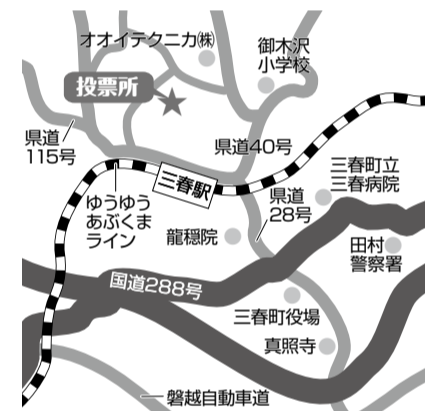 オオイテクニカ㈱
御木沢
小学校
投票所
県道
115号
県道40号
三春駅
三春町立
三春病院
県道
28号
ゆうゆう
あぶくま
ライン
龍穏院
田村
警察署
国道288号
三春町役場
真照寺
磐越自動車道